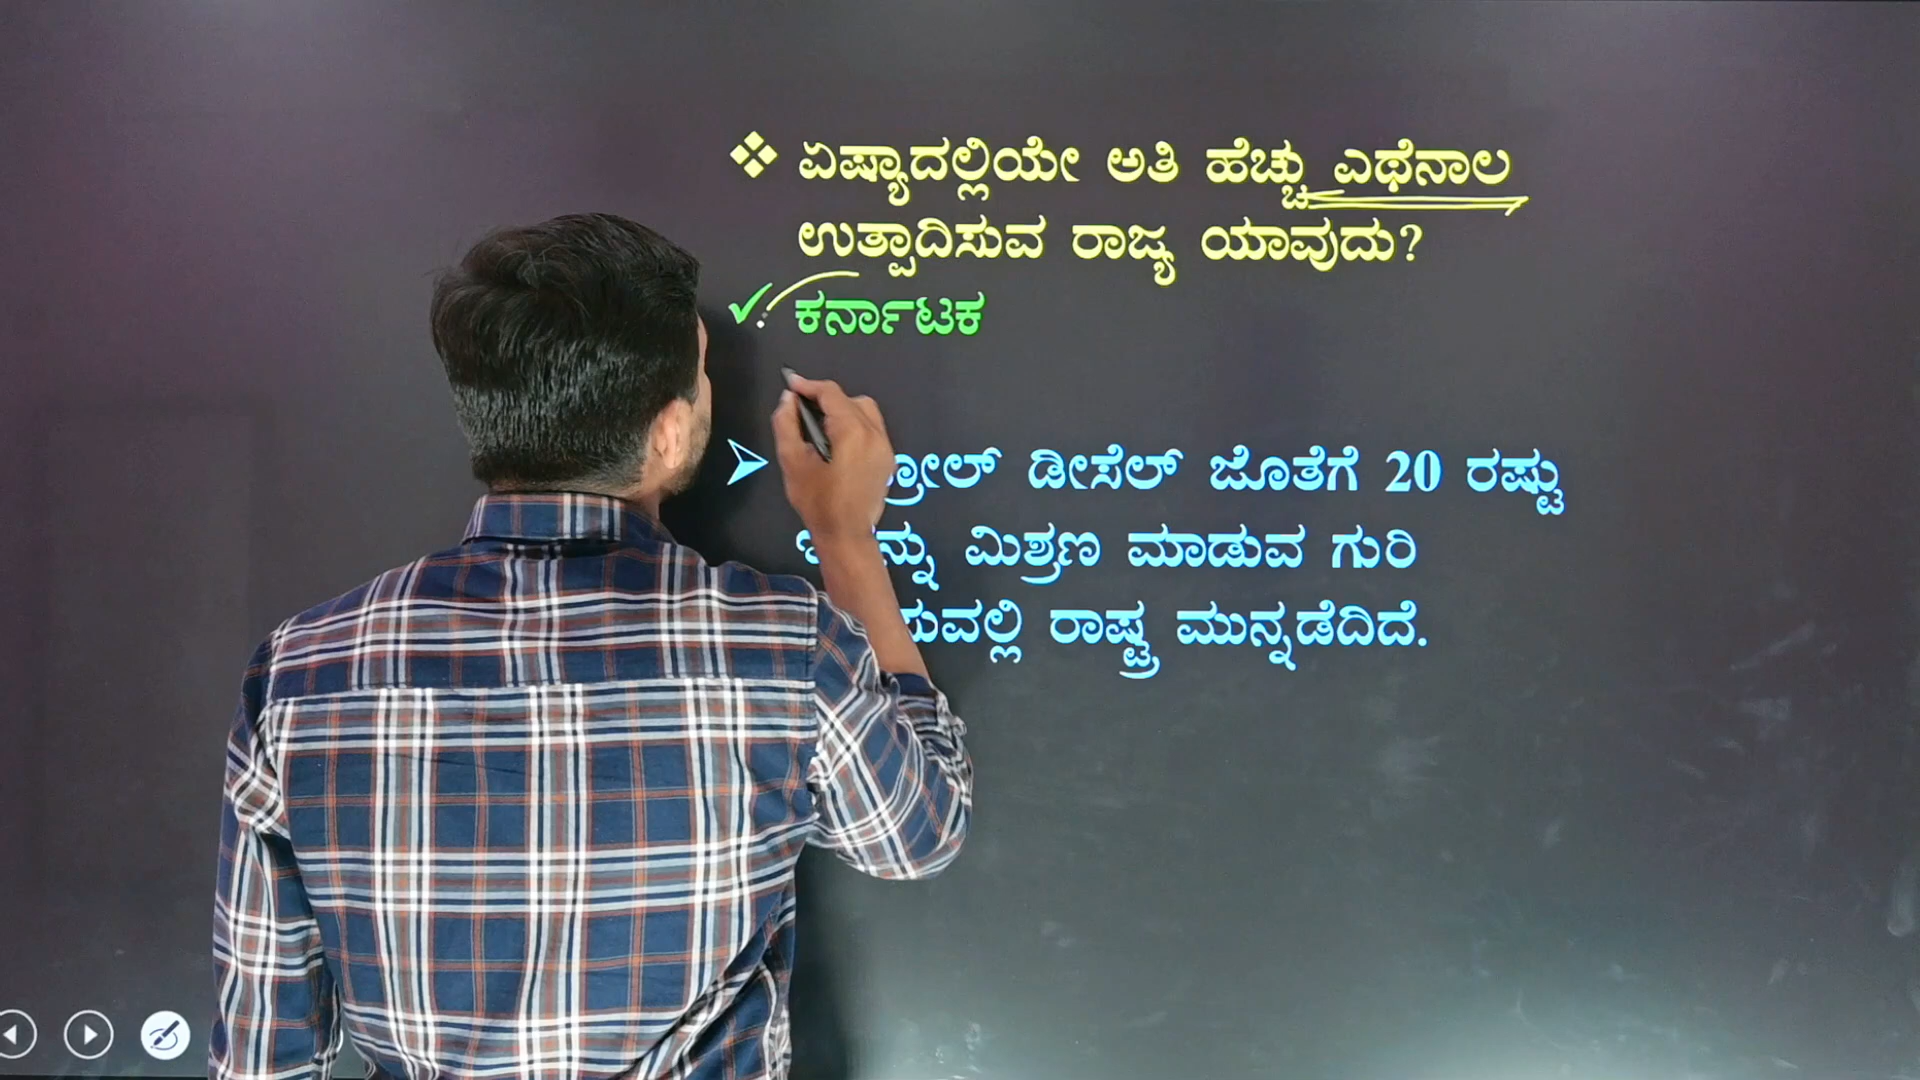 ಏಷ್ಯಾದಲ್ಲಿಯೇ ಅತಿ ಹೆಚ್ಚು ಎಥೆನಾಲ
ಉತ್ಪಾದಿಸುವ ರಾಜ್ಯ ಯಾವುದು?
ಕರ್ನಾಟಕ
ಡೀಸೆಲ್ ಜೊತೆಗೆ 20 ರಷ್ಟು
ಮಿಶ್ರಣ ಮಾಡುವ ಗುರಿ
ರಾಷ್ಟ್ರ ಮುನ್ನಡೆದಿದೆ.